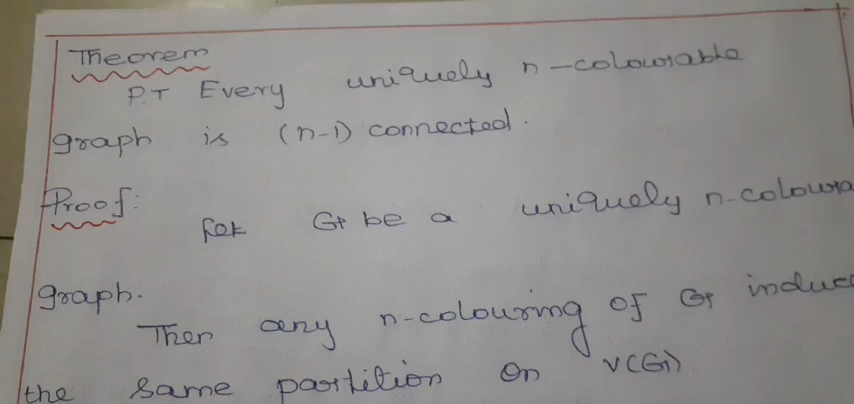 Theorem
P.T Every uniquely n-colourable
graph is (n-1) connected.
Proof:
Let G be a uniquely n-coloura
graph.
Then any n-colouring of G induc
the same partition on V(G)